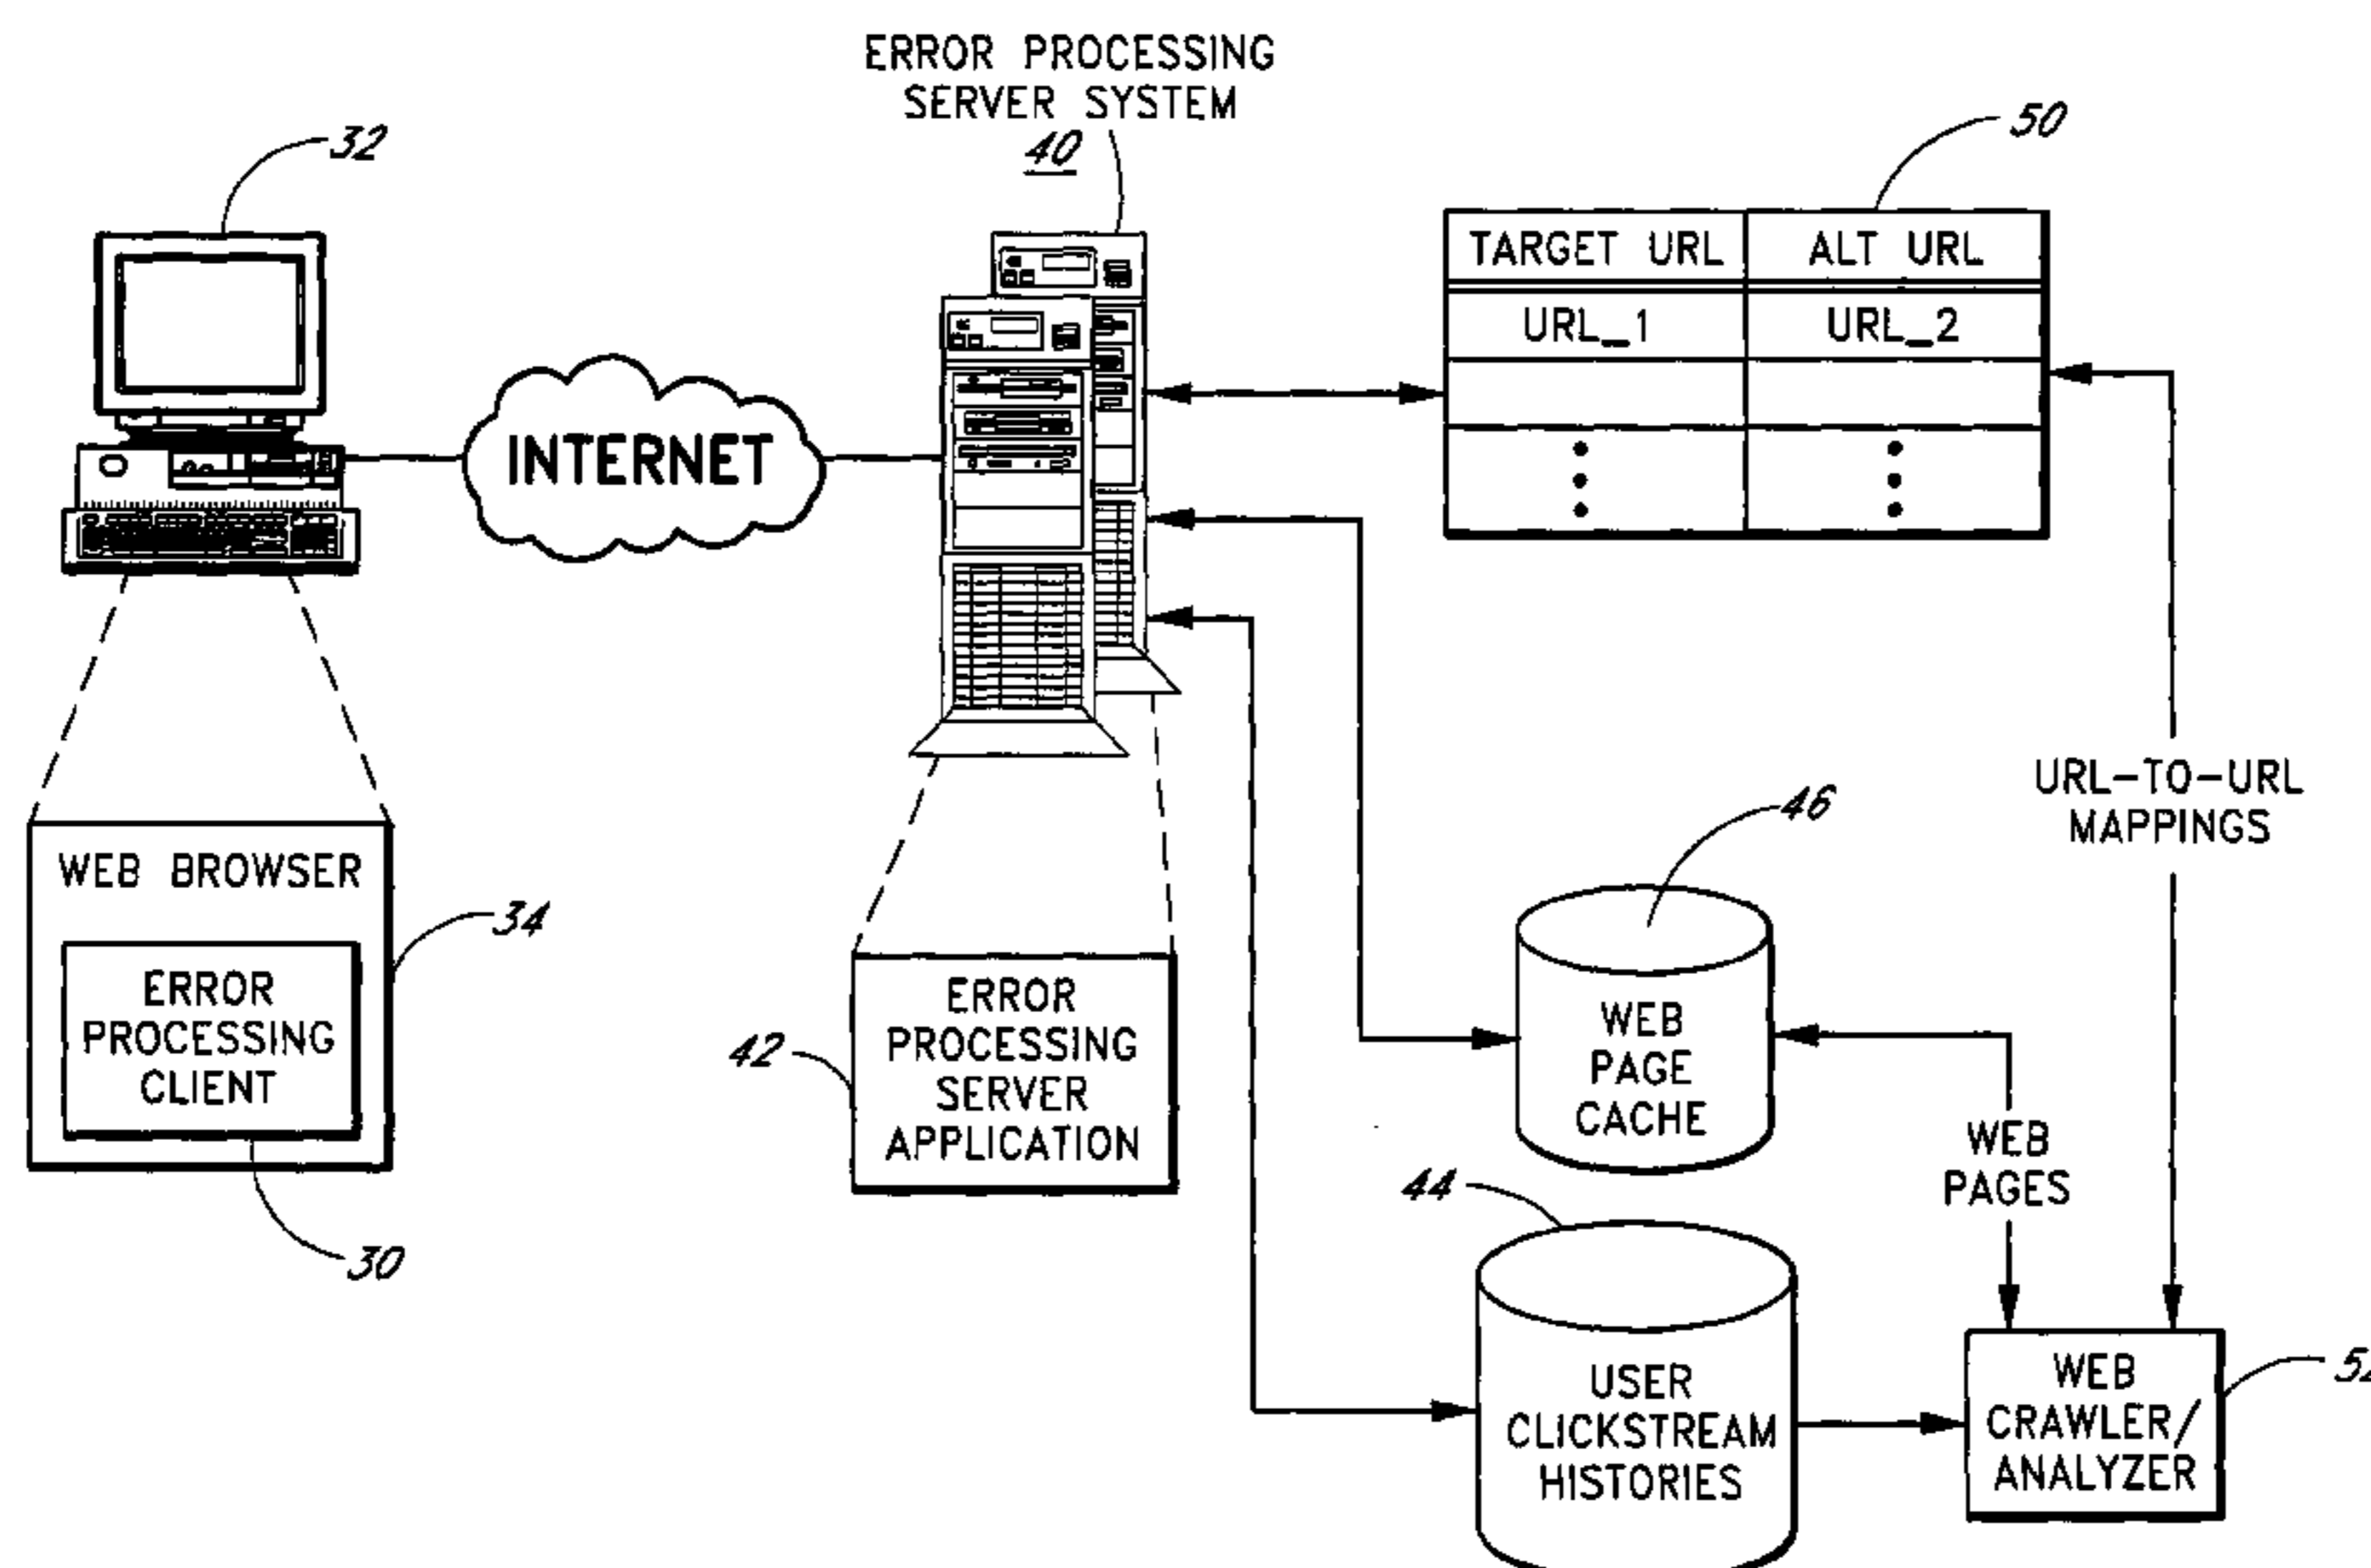 ERROR PROCESSING
SERVER SYSTEM
40
32
50
TARGET URL
ALT URL
URL_1
URL_2
INTERNET
URL-TO-URL
MAPPINGS
46
WEB BROWSER
34
ERROR
PROCESSING
CLIENT
30
42
ERROR
PROCESSING
SERVER
APPLICATION
WEB
PAGE
CACHE
WEB
PAGES
44
USER
CLICKSTREAM
HISTORIES
WEB
CRAWLER/
ANALYZER